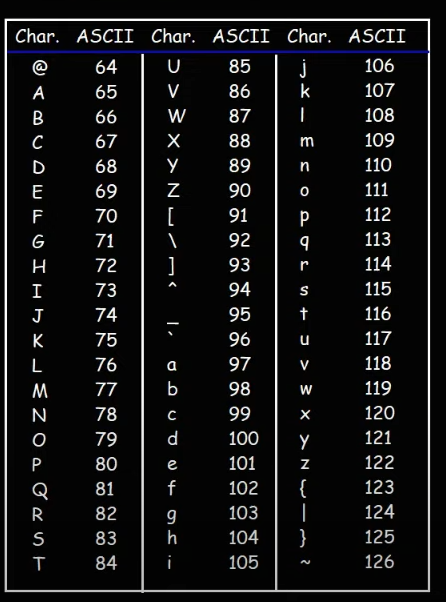 Char. ASCII Char. ASCII Char. ASCII
@ 64 U 85 j 106
A 65 V 86 k 107
B 66 W 87 l 108
C 67 X 88 m 109
D 68 Y 89 n 110
E 69 Z 90 o 111
F 70 [ 91 p 112
G 71 \ 92 q 113
H 72 ] 93 r 114
I 73 ^ 94 s 115
J 74 _ 95 t 116
K 75 ` 96 u 117
L 76 a 97 v 118
M 77 b 98 w 119
N 78 c 99 x 120
O 79 d 100 y 121
P 80 e 101 z 122
Q 81 f 102 { 123
R 82 g 103 | 124
S 83 h 104 } 125
T 84 i 105 ~ 126